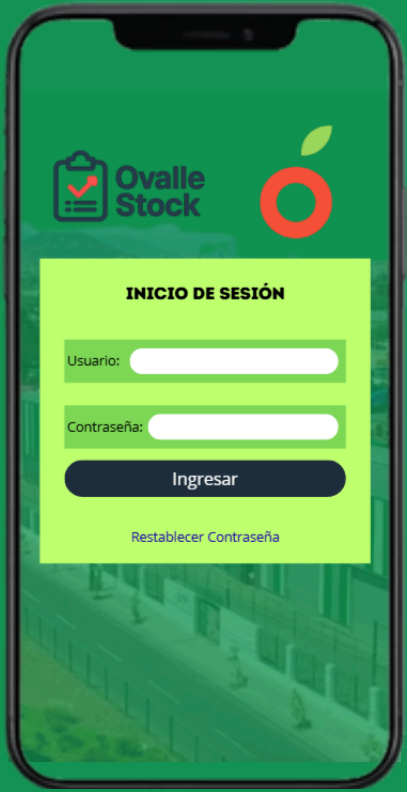 Ovalle
Stock
INICIO DE SESIÓN
Usuario:
Contraseña:
Ingresar
Restablecer Contraseña